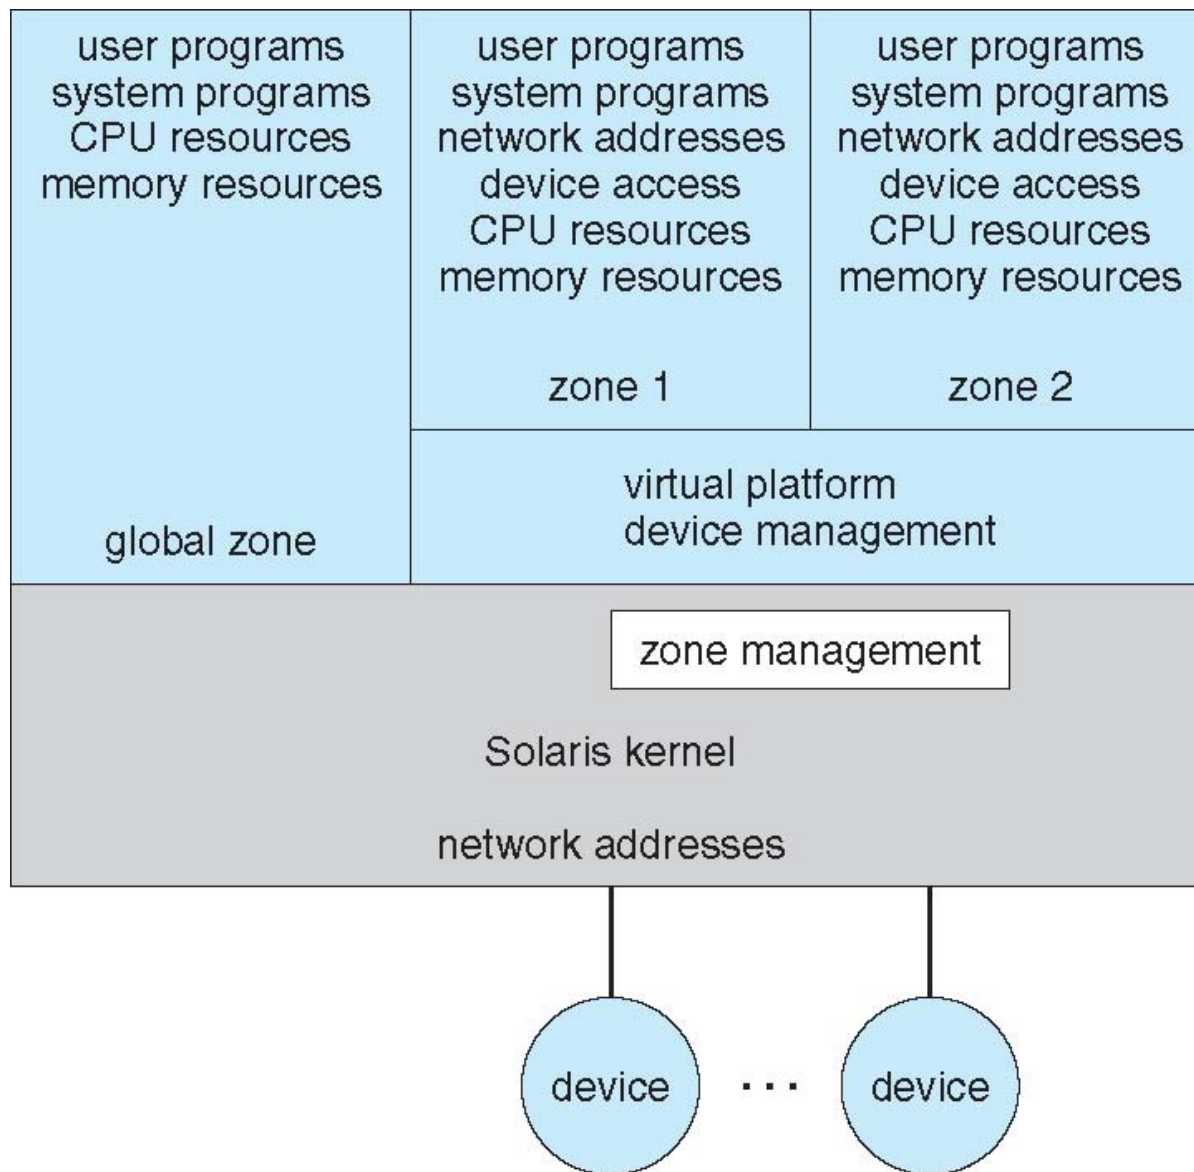 user programs
system programs
CPU resources
memory resources
global zone
user programs
system programs
network addresses
device access
CPU resources
memory resources
zone 1
user programs
system programs
network addresses
device access
CPU resources
memory resources
zone 2
virtual platform
device management
zone management
Solaris kernel
network addresses
device
...
device